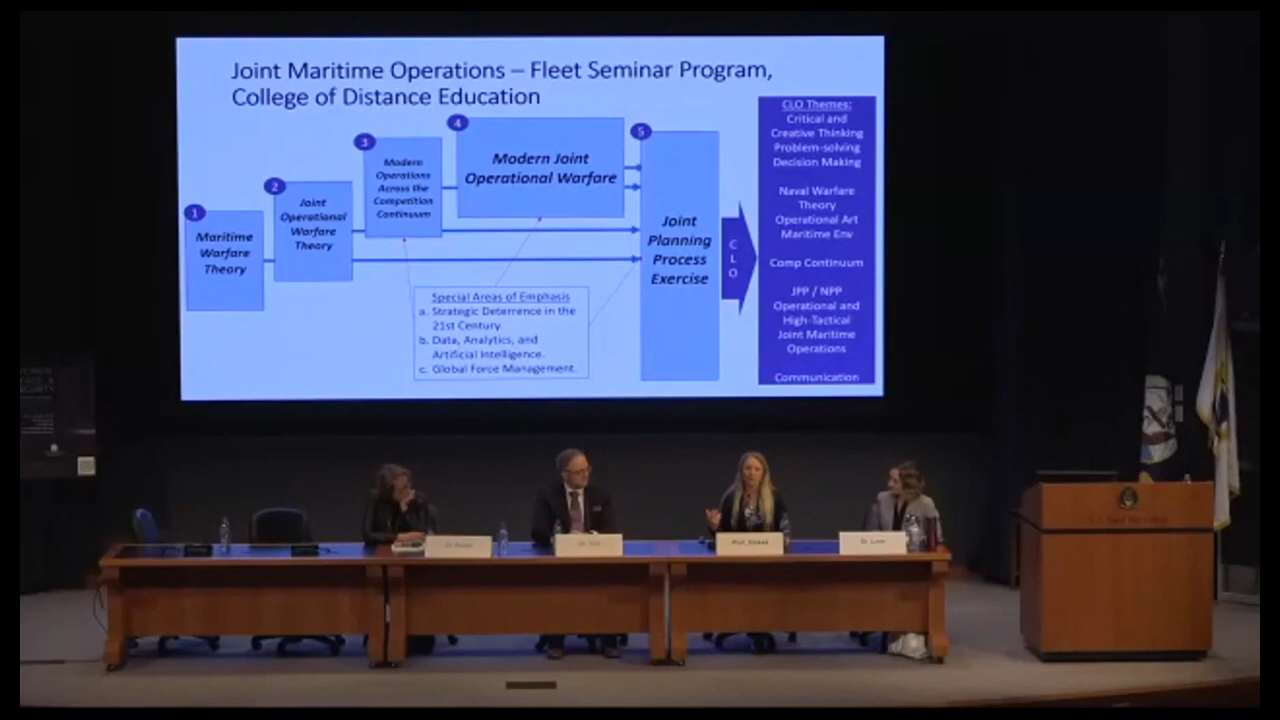 Joint Maritime Operations – Fleet Seminar Program,
College of Distance Education
1
Maritime
Warfare
Theory
2
Joint
Operational
Warfare
Theory
3
Modern
Operations
Across the
Competition
Continuum
4
Modern Joint
Operational Warfare
5
Joint
Planning
Process
Exercise
Special Areas of Emphasis
a. Strategic Deterrence in the
21st Century.
b. Data, Analytics, and
Artificial Intelligence.
c. Global Force Management.
C
L
O
CLO Themes:
Critical and
Creative Thinking
Problem-solving
Decision Making
Naval Warfare
Theory
Operational Art
Maritime Env
Comp Continuum
JPP / NPP
Operational and
High-Tactical
Joint Maritime
Operations
Communication
Prof.
Dr.